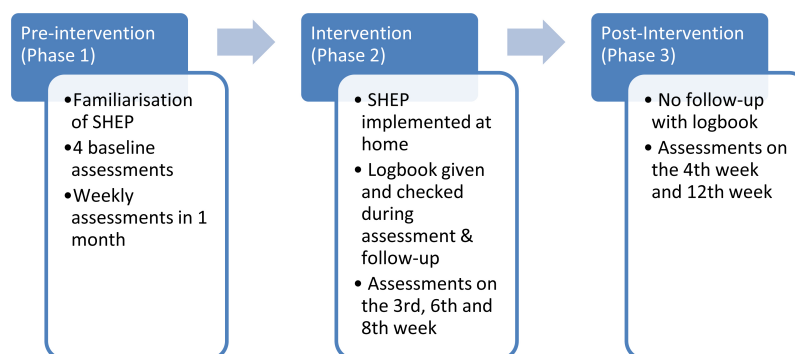 Pre-intervention
(Phase 1)
•Familiarisation
of SHEP
•4 baseline
assessments
•Weekly
assessments in 1
month
Intervention
(Phase 2)
• SHEP
implemented at
home
• Logbook given
and checked
during
assessment &
follow-up
• Assessments on
the 3rd, 6th and
8th week
Post-Intervention
(Phase 3)
• No follow-up
with logbook
• Assessments on
the 4th week
and 12th week